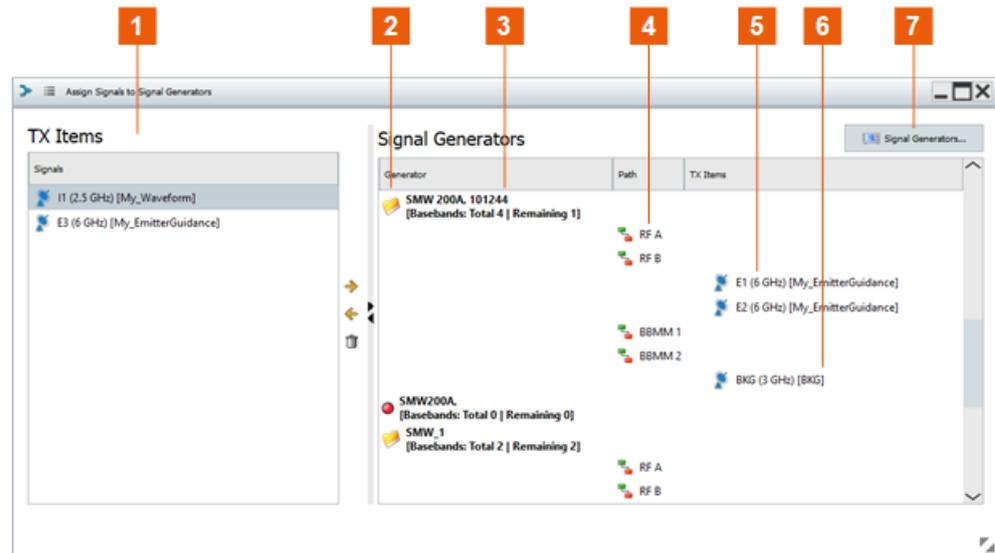 1 2 3 4 5 6 7
Assign Signals to Signal Generators
TX Items
Signals
I1 (2.5 GHz) [My_Waveform]
E3 (6 GHz) [My_EmitterGuidance]
Signal Generators
Signal Generators...
Generator Path TX Items
SMW 200A, 101244
[Basebands: Total 4 | Remaining 1]
RF A
RF B
E1 (6 GHz) [My_EmitterGuidance]
E2 (6 GHz) [My_EmitterGuidance]
BBMM 1
BBMM 2
BKG (3 GHz) [BKG]
SMW200A,
[Basebands: Total 0 | Remaining 0]
SMW_1
[Basebands: Total 2 | Remaining 2]
RF A
RF B